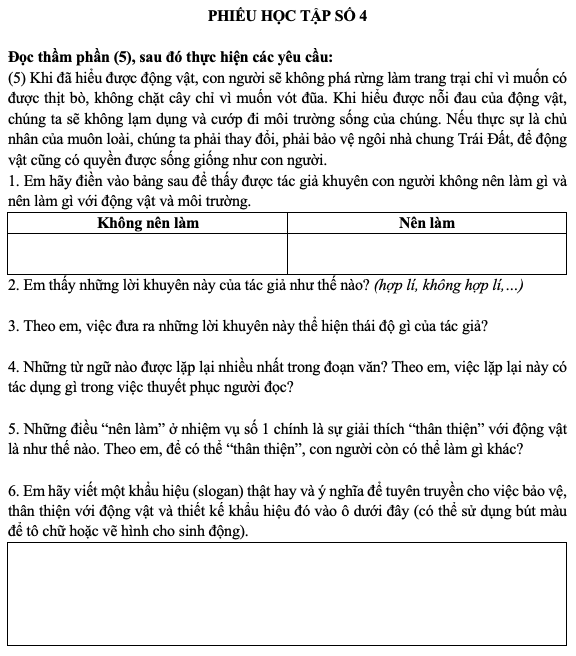 PHIẾU HỌC TẬP SỐ 4
Đọc thầm phần (5), sau đó thực hiện các yêu cầu:
(5) Khi đã hiểu được động vật, con người sẽ không phá rừng làm trang trại chỉ vì muốn có
được thịt bò, không chặt cây chỉ vì muốn vót đũa. Khi hiểu được nỗi đau của động vật,
chúng ta sẽ không lạm dụng và cướp đi môi trường sống của chúng. Nếu thực sự là chủ
nhân của muôn loài, chúng ta phải thay đổi, phải bảo vệ ngôi nhà chung Trái Đất, để động
vật cũng có quyền được sống giống như con người.
1. Em hãy điền vào bảng sau để thấy được tác giả khuyên con người không nên làm gì và
nên làm gì với động vật và môi trường.
Không nên làm Nên làm
2. Em thấy những lời khuyên này của tác giả như thế nào? (hợp lí, không hợp lí,...)
3. Theo em, việc đưa ra những lời khuyên này thể hiện thái độ gì của tác giả?
4. Những từ ngữ nào được lặp lại nhiều nhất trong đoạn văn? Theo em, việc lặp lại này có
tác dụng gì trong việc thuyết phục người đọc?
5. Những điều “nên làm” ở nhiệm vụ số 1 chính là sự giải thích “thân thiện” với động vật
là như thế nào. Theo em, để có thể “thân thiện”, con người còn có thể làm gì khác?
6. Em hãy viết một khẩu hiệu (slogan) thật hay và ý nghĩa để tuyên truyền cho việc bảo vệ,
thân thiện với động vật và thiết kế khẩu hiệu đó vào ô dưới đây (có thể sử dụng bút màu
để tô chữ hoặc vẽ hình cho sinh động).